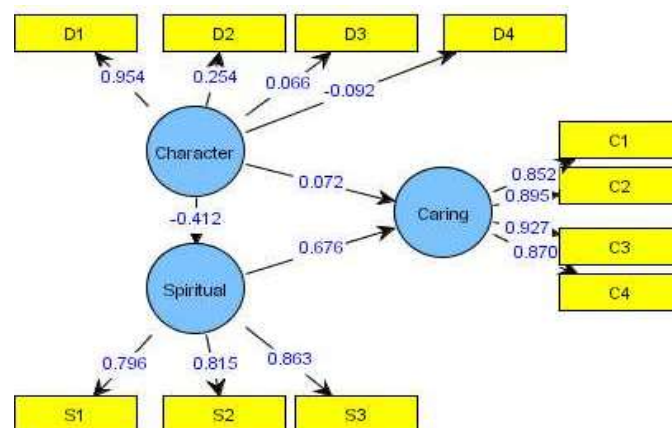 D1
D2
D3
D4
0.954
0.254
0.066
-0.092
Character
0.072
-0.412
Caring
0.852
0.895
0.927
0.870
C1
C2
C3
C4
0.676
Spiritual
0.796
0.815
0.863
S1
S2
S3